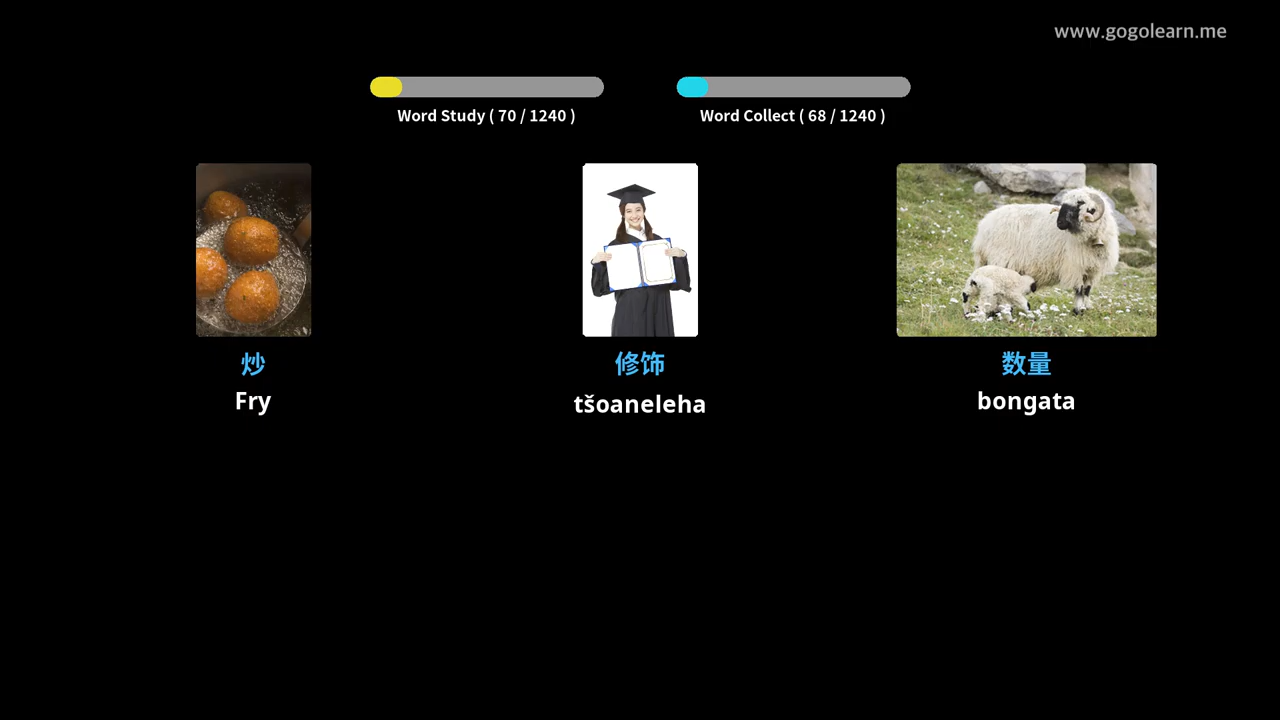 www.gogolearn.me
Word Study ( 70 / 1240 )
Word Collect ( 68 / 1240 )
炒
修饰
数量
Fry
tšoaneleha
bongata